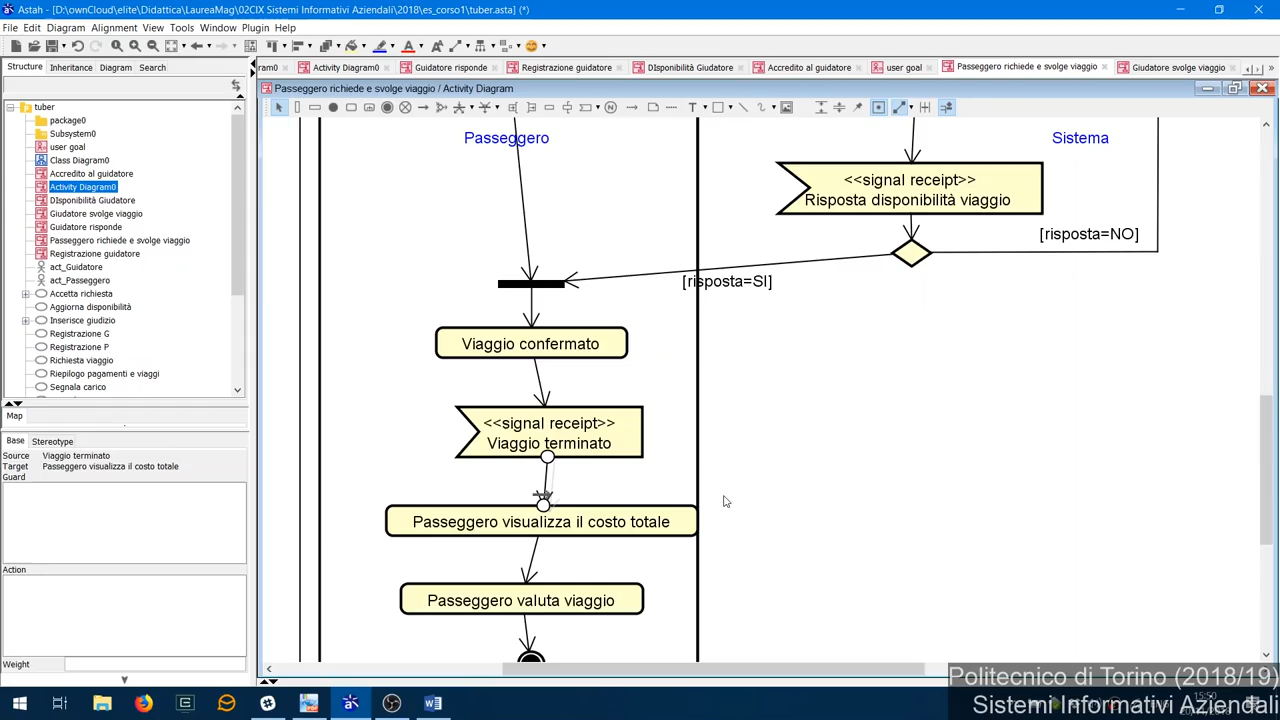 Astah - [D:\ownCloud\elite\Didattica\LaureaMag\02CIX Sistemi Informativi Aziendali\2018\es_corso1\tuber.asta] (*)
File Edit Diagram Alignment View Tools Window Plugin Help
Structure Inheritance Diagram Search
ram0 Activity Diagram0 Guidatore risponde Registrazione guidatore DIsponibilità Giudatore Accredito al guidatore user goal Passeggero richiede e svolge viaggio Giudatore svolge viaggio
Passeggero richiede e svolge viaggio / Activity Diagram
tuber
package0
Subsystem0
user goal
Class Diagram0
Accredito al guidatore
Activity Diagram0
DIsponibilità Giudatore
Giudatore svolge viaggio
Guidatore risponde
Passeggero richiede e svolge viaggio
Registrazione guidatore
act_Guidatore
act_Passeggero
Accetta richiesta
Aggiorna disponibilità
Inserisce giudizio
Registrazione G
Registrazione P
Richiesta viaggio
Riepilogo pagamenti e viaggi
Segnala carico
Map
Base Stereotype
Source Viaggio terminato
Target Passeggero visualizza il costo totale
Guard
Action
Weight
Passeggero
Sistema
<<signal receipt>>
Risposta disponibilità viaggio
[risposta=NO]
[risposta=SI]
Viaggio confermato
<<signal receipt>>
Viaggio terminato
Passeggero visualizza il costo totale
Passeggero valuta viaggio
Politecnico di Torino (2018/19)
15:50
Sistemi Informativi Aziendali